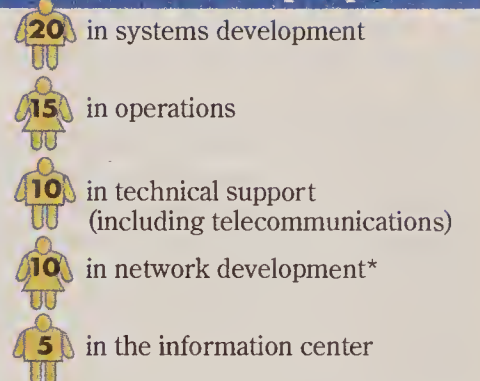 20 in systems development
15 in operations
10 in technical support
(including telecommunications)
10 in network development*
5 in the information center